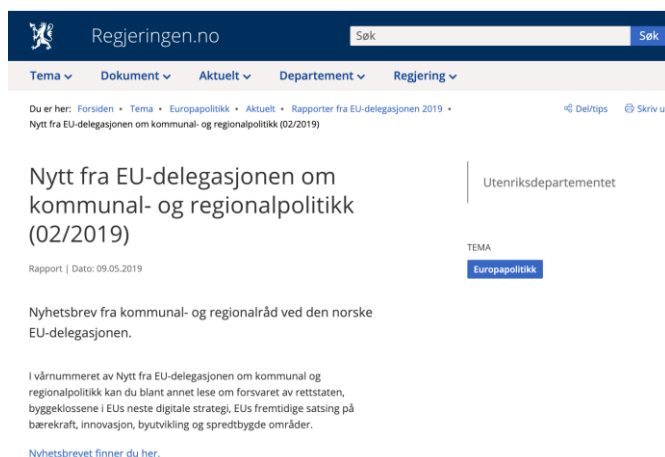 Regjeringen.no
Søk
Søk
Tema
Dokument
Aktuelt
Departement
Regjering
Du er her: Forsiden • Tema • Europapolitikk • Aktuelt • Rapporter fra EU-delegasjonen 2019 •
Nytt fra EU-delegasjonen om kommunal- og regionalpolitikk (02/2019)
Del/tips
Skriv u
Nytt fra EU-delegasjonen om
kommunal- og regionalpolitikk
(02/2019)
Rapport | Dato: 09.05.2019
Utenriksdepartementet
TEMA
Europapolitikk
Nyhetsbrev fra kommunal- og regionalråd ved den norske
EU-delegasjonen.
I vårnummeret av Nytt fra EU-delegasjonen om kommunal og
regionalpolitikk kan du blant annet lese om forsvaret av rettstaten,
byggeklossene i EUs neste digitale strategi, EUs fremtidige satsing på
bærekraft, innovasjon, byutvikling og spredtbygde områder.
Nyhetsbrevet finner du her.